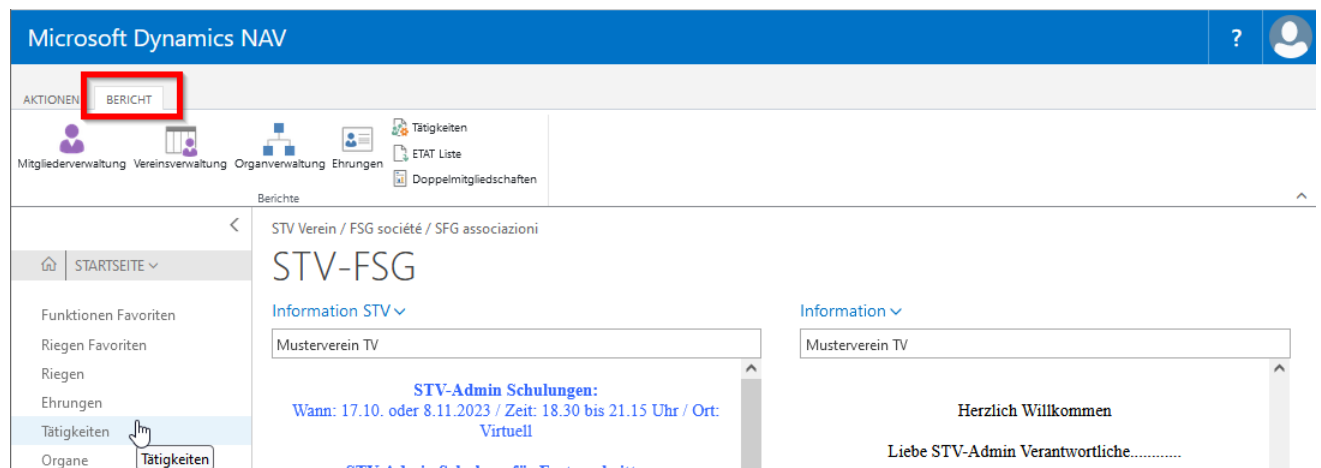 Microsoft Dynamics NAV
?
AKTIONEN BERICHT
Mitgliederverwaltung Vereinsverwaltung Organverwaltung Ehrungen
Tätigkeiten
ETAT Liste
Doppelmitgliedschaften
Berichte
STARTSEITE
Funktionen Favoriten
Riegen Favoriten
Riegen
Ehrungen
Tätigkeiten
Organe
Tätigkeiten
STV Verein / FSG société / SFG associazioni
STV-FSG
Information STV
Musterverein TV
STV-Admin Schulungen:
Wann: 17.10. oder 8.11.2023 / Zeit: 18.30 bis 21.15 Uhr / Ort:
Virtuell
Information
Musterverein TV
Herzlich Willkommen
Liebe STV-Admin Verantwortliche............